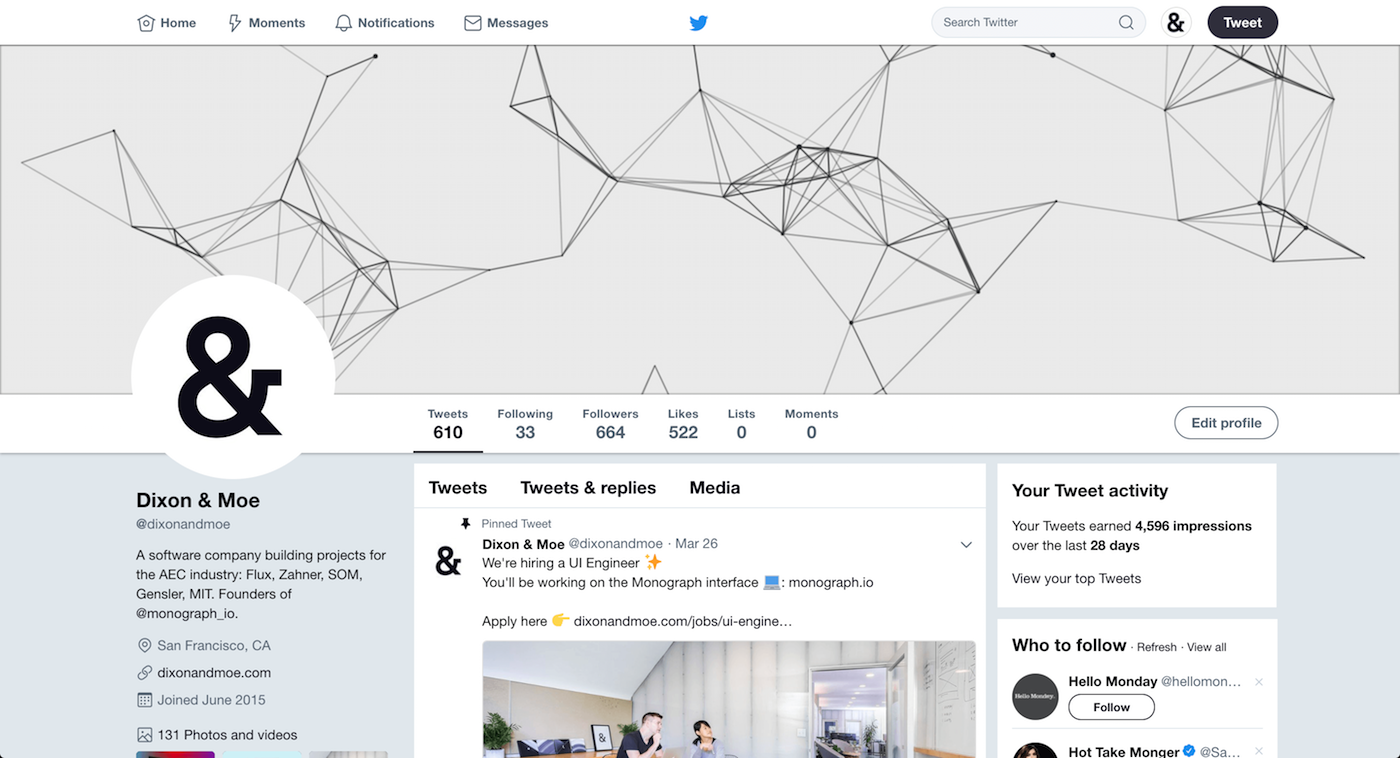 Home Moments Notifications Messages Search Twitter & Tweet
&
Tweets Following Followers Likes Lists Moments
610 33 664 522 0 0
Edit profile
Dixon & Moe
@dixonandmoe
A software company building projects for
the AEC industry: Flux, Zahner, SOM,
Gensler, MIT. Founders of
@monograph_io.
San Francisco, CA
dixonandmoe.com
Joined June 2015
131 Photos and videos
Tweets Tweets & replies Media
Pinned Tweet
&
Dixon & Moe @dixonandmoe · Mar 26
We're hiring a UI Engineer ✨
You'll be working on the Monograph interface 💻: monograph.io
Apply here 👉 dixonandmoe.com/jobs/ui-engine…
&
Your Tweet activity
Your Tweets earned 4,596 impressions
over the last 28 days
View your top Tweets
Who to follow · Refresh · View all
Hello Monday.
Hello Monday @hellomon…
Follow
Hot Take Monger @Sa…